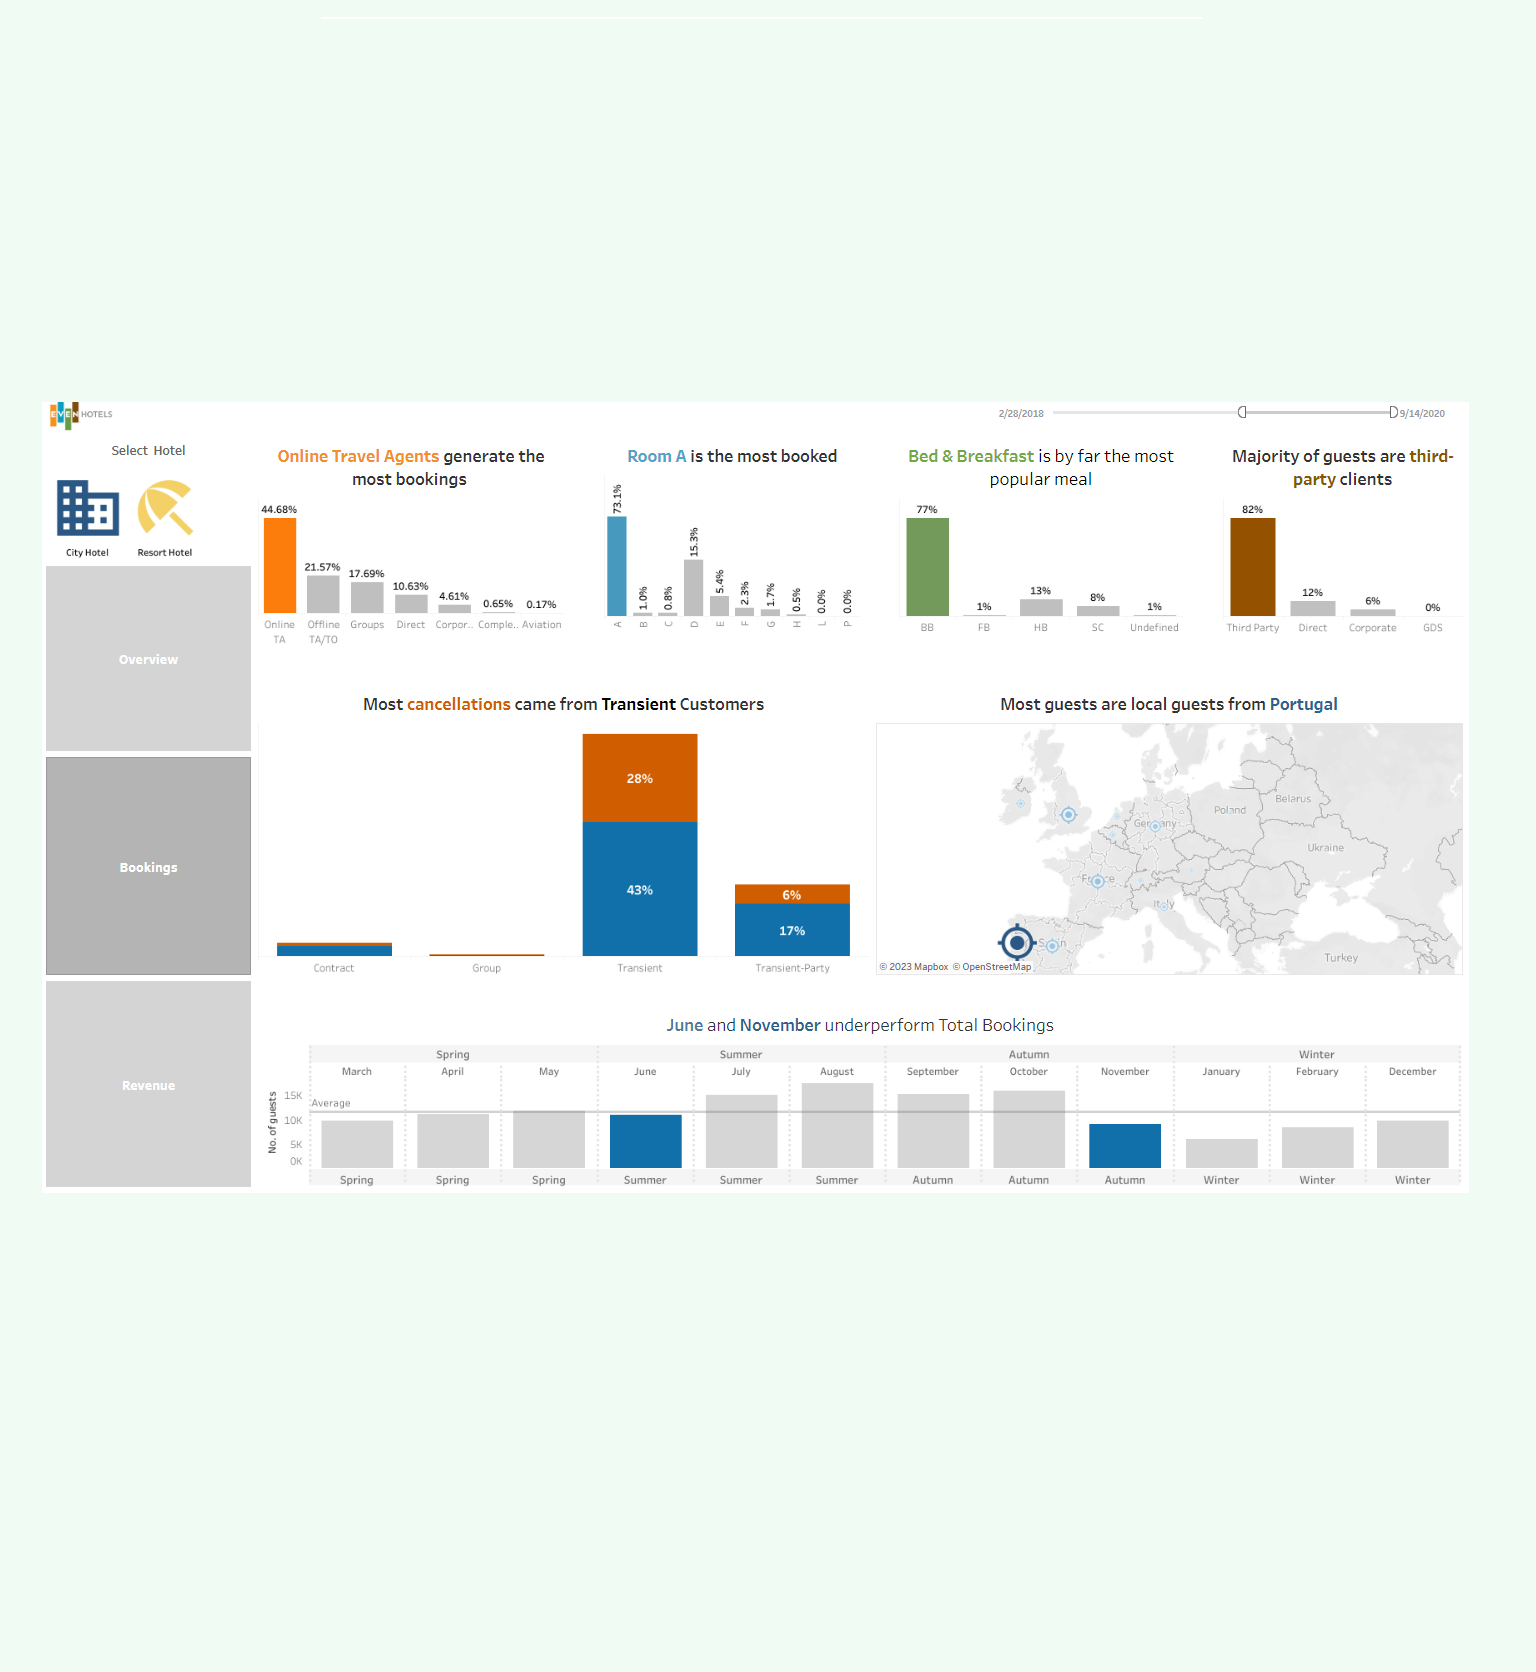 EVEN HOTELS
2/28/2018
9/14/2020
Select Hotel
City Hotel
Resort Hotel
Overview
Bookings
Revenue
Online Travel Agents generate the
most bookings
44.68%
21.57%
17.69%
10.63%
4.61%
0.65%
0.17%
Online
TA
Offline
TA/TO
Groups
Direct
Corpor..
Comple..
Aviation
Room A is the most booked
73.1%
1.0%
0.8%
15.3%
5.4%
2.3%
1.7%
0.5%
0.0%
0.0%
A
B
C
D
E
F
G
H
L
P
Bed & Breakfast is by far the most
popular meal
77%
1%
13%
8%
1%
BB
FB
HB
SC
Undefined
Majority of guests are third-
party clients
82%
12%
6%
0%
Third Party
Direct
Corporate
GDS
Most cancellations came from Transient Customers
28%
43%
6%
17%
Contract
Group
Transient
Transient-Party
Most guests are local guests from Portugal
Belarus
Poland
Germany
Ukraine
France
Italy
Spain
Turkey
© 2023 Mapbox © OpenStreetMap
June and November underperform Total Bookings
Spring
Summer
Autumn
Winter
March
April
May
June
July
August
September
October
November
January
February
December
No. of guests
15K
10K
5K
0K
Average
Spring
Spring
Spring
Summer
Summer
Summer
Autumn
Autumn
Autumn
Winter
Winter
Winter